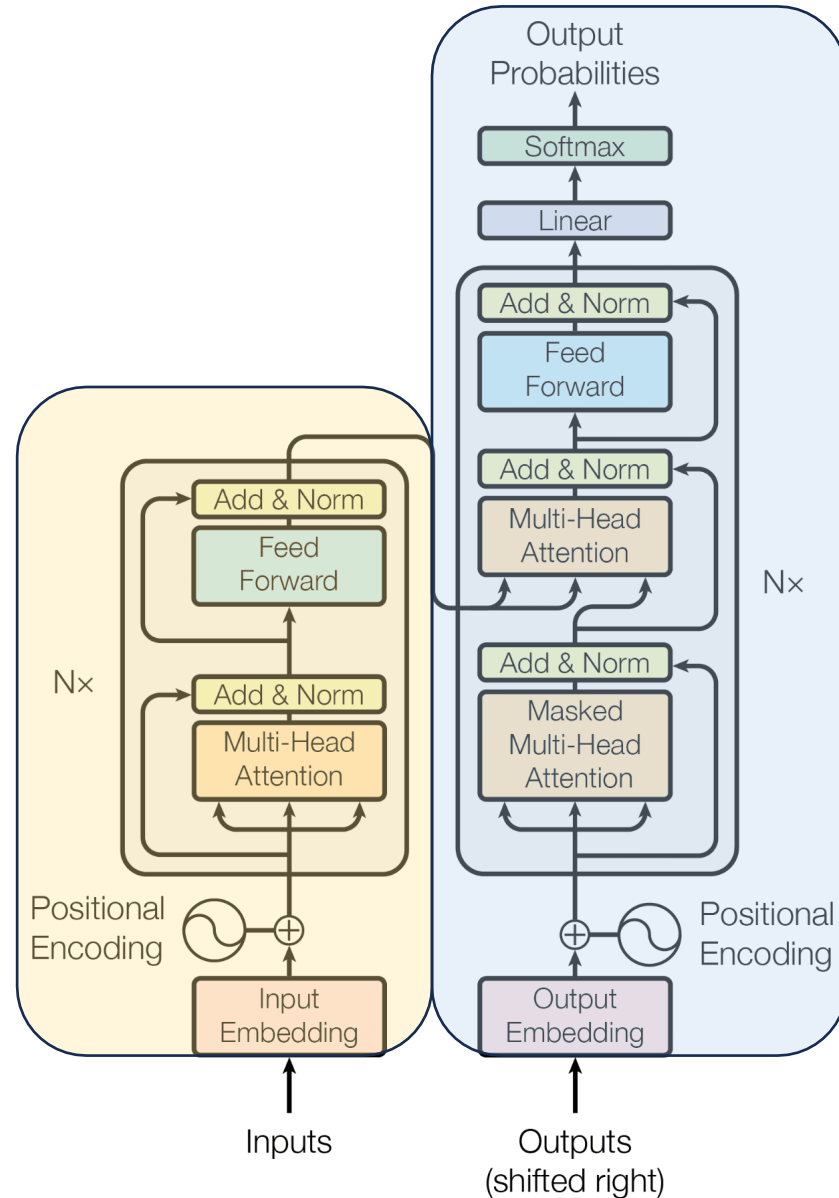 Output
Probabilities
Softmax
Linear
Add & Norm
Feed
Forward
Add & Norm
Multi-Head
Attention
Add & Norm
Masked
Multi-Head
Attention
N×
Positional
Encoding
Output
Embedding
Outputs
(shifted right)
Add & Norm
Feed
Forward
Add & Norm
Multi-Head
Attention
N×
Positional
Encoding
Input
Embedding
Inputs